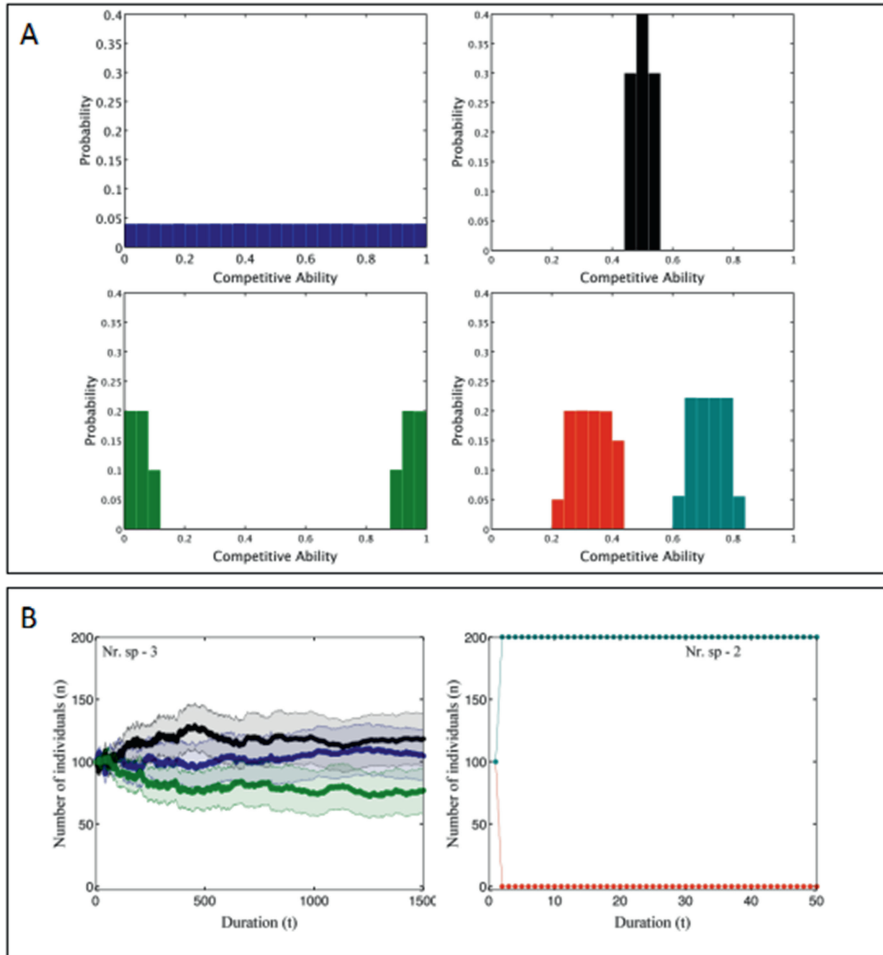 A
0.4
0.35
0.3
0.25
0.2
0.15
0.1
0.05
0
Probability
0 0.2 0.4 0.6 0.8 1
Competitive Ability
0.4
0.35
0.3
0.25
0.2
0.15
0.1
0.05
0
Probability
0 0.2 0.4 0.6 0.8 1
Competitive Ability
0.4
0.35
0.3
0.25
0.2
0.15
0.1
0.05
0
Probability
0 0.2 0.4 0.6 0.8 1
Competitive Ability
0.4
0.35
0.3
0.25
0.2
0.15
0.1
0.05
0
Probability
0 0.2 0.4 0.6 0.8 1
Competitive Ability
B
200
150
100
50
0
Number of individuals (n)
Nr. sp - 3
0 500 1000 1500
Duration (t)
200
150
100
50
0
Number of individuals (n)
Nr. sp - 2
0 10 20 30 40 50
Duration (t)